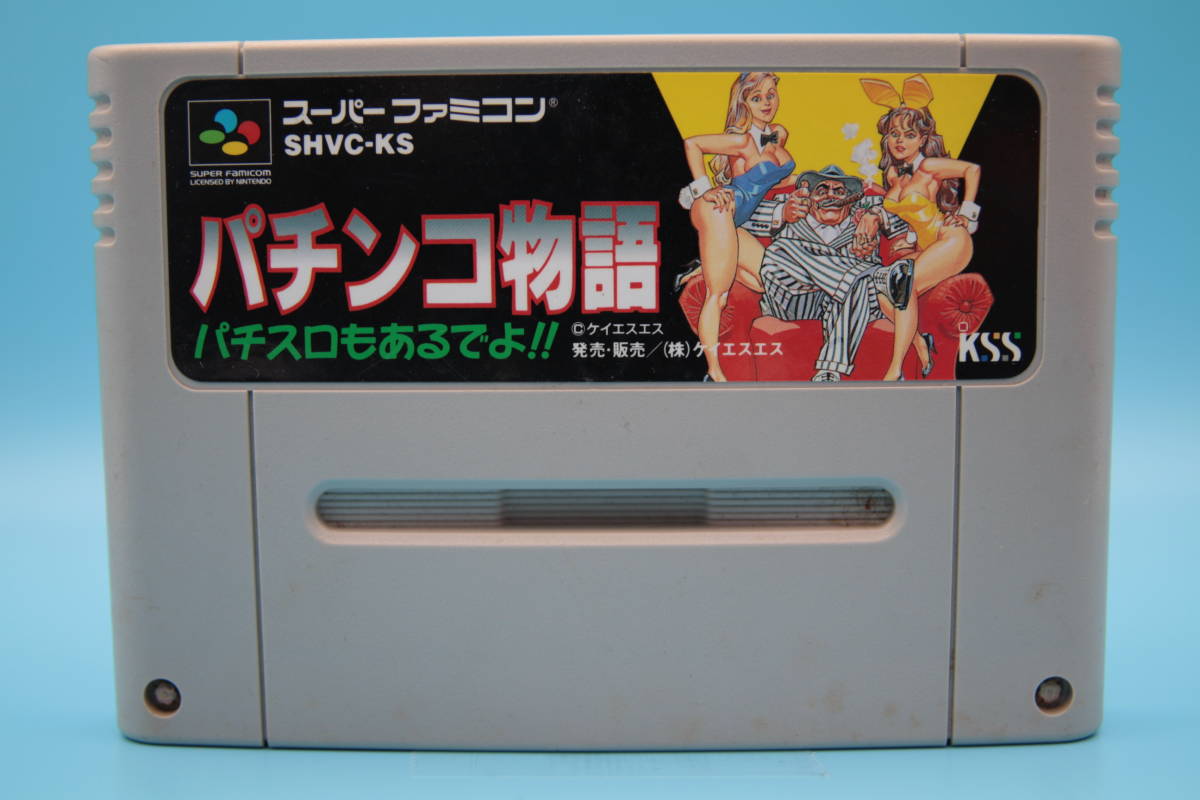 スーパーファミコン®
SHVC-KS
SUPER FAMICOM
LICENSED BY NINTENDO
パチンコ物語
パチスロもあるでよ!!
©ケイエスエス
発売・販売/(株)ケイエスエス
K.S.S